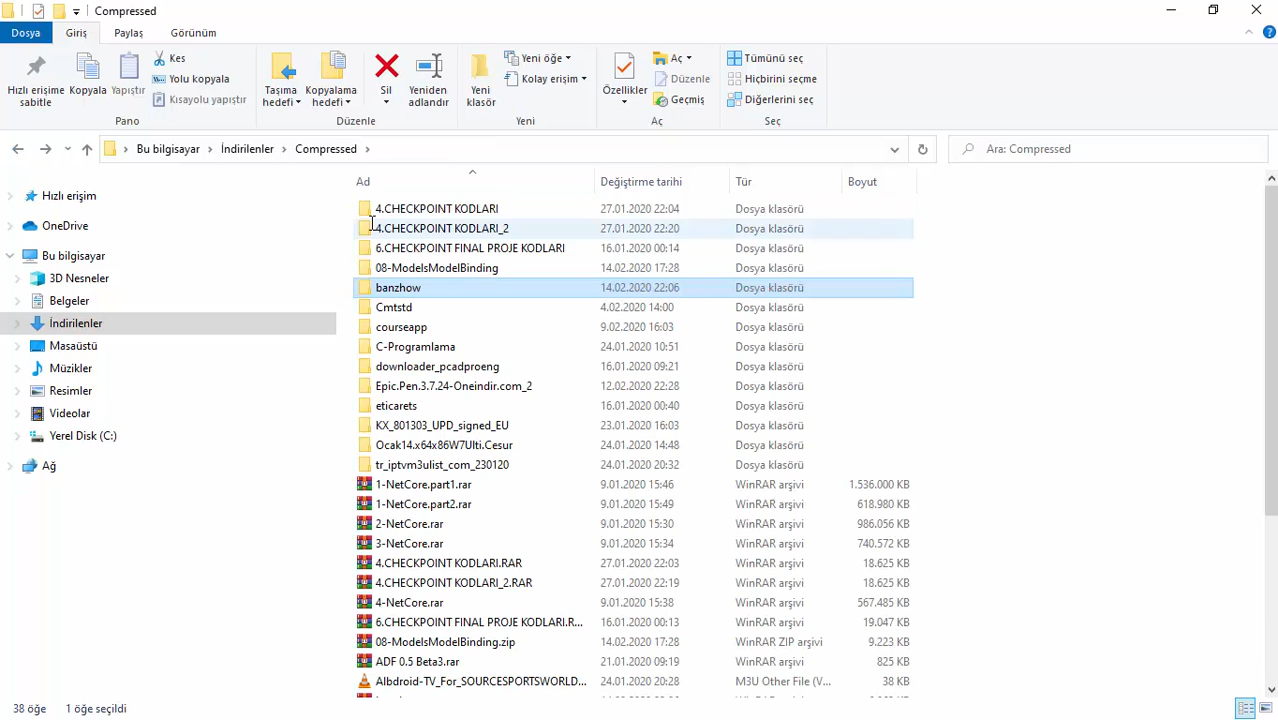 Compressed
Dosya Giriş Paylaş Görünüm
Hızlı erişime sabitle
Kopyala
Yapıştır
Kes
Yolu kopyala
Kısayolu yapıştır
Pano
Taşıma hedefi
Kopyalama hedefi
Sil
Yeniden adlandır
Düzenle
Yeni klasör
Yeni öğe
Kolay erişim
Yeni
Özellikler
Aç
Düzenle
Geçmiş
Aç
Tümünü seç
Hiçbirini seçme
Diğerlerini seç
Seç
Bu bilgisayar > İndirilenler > Compressed >
Ara: Compressed
Hızlı erişim
OneDrive
Bu bilgisayar
3D Nesneler
Belgeler
İndirilenler
Masaüstü
Müzikler
Resimler
Videolar
Yerel Disk (C:)
Ağ
Ad Değiştirme tarihi Tür Boyut
4.CHECKPOINT KODLARI 27.01.2020 22:04 Dosya klasörü
4.CHECKPOINT KODLARI_2 27.01.2020 22:20 Dosya klasörü
6.CHECKPOINT FINAL PROJE KODLARI 16.01.2020 00:14 Dosya klasörü
08-ModelsModelBinding 14.02.2020 17:28 Dosya klasörü
banzhow 14.02.2020 22:06 Dosya klasörü
Cmtstd 4.02.2020 14:00 Dosya klasörü
courseapp 9.02.2020 16:03 Dosya klasörü
C-Programlama 24.01.2020 10:51 Dosya klasörü
downloader_pcadproeng 16.01.2020 09:21 Dosya klasörü
Epic.Pen.3.7.24-Oneindir.com_2 12.02.2020 22:28 Dosya klasörü
eticarets 16.01.2020 00:40 Dosya klasörü
KX_801303_UPD_signed_EU 23.01.2020 16:03 Dosya klasörü
Ocak14.x64x86W7Ulti.Cesur 24.01.2020 14:48 Dosya klasörü
tr_iptvm3ulist_com_230120 24.01.2020 20:32 Dosya klasörü
1-NetCore.part1.rar 9.01.2020 15:46 WinRAR arşivi 1.536.000 KB
1-NetCore.part2.rar 9.01.2020 15:49 WinRAR arşivi 618.980 KB
2-NetCore.rar 9.01.2020 15:30 WinRAR arşivi 986.056 KB
3-NetCore.rar 9.01.2020 15:34 WinRAR arşivi 740.572 KB
4.CHECKPOINT KODLARI.RAR 27.01.2020 22:03 WinRAR arşivi 18.625 KB
4.CHECKPOINT KODLARI_2.RAR 27.01.2020 22:19 WinRAR arşivi 18.625 KB
4-NetCore.rar 9.01.2020 15:38 WinRAR arşivi 567.485 KB
6.CHECKPOINT FINAL PROJE KODLARI.R... 16.01.2020 00:13 WinRAR arşivi 19.047 KB
08-ModelsModelBinding.zip 14.02.2020 17:28 WinRAR ZIP arşivi 9.223 KB
ADF 0.5 Beta3.rar 21.01.2020 09:19 WinRAR arşivi 825 KB
Albdroid-TV_For_SOURCESPORTSWORLD... 24.01.2020 20:28 M3U Other File (V... 38 KB
38 öğe 1 öğe seçildi